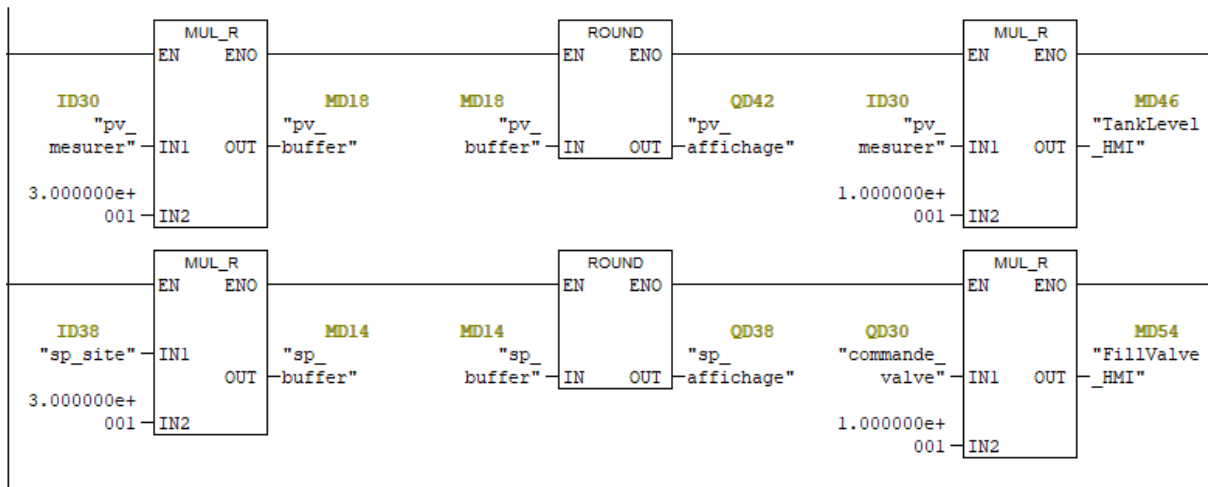 MUL_R
ROUND
MUL_R
EN ENO
EN ENO
EN ENO
ID30
MD18
MD18
QD42
ID30
MD46
"pv_
mesurer"
IN1
OUT
"pv_
buffer"
"pv_
buffer"
IN
OUT
"pv_
affichage"
"pv_
mesurer"
IN1
OUT
"TankLevel
_HMI"
3.000000e+
001
IN2
1.000000e+
001
IN2
MUL_R
ROUND
MUL_R
EN ENO
EN ENO
EN ENO
ID38
MD14
MD14
QD38
QD30
MD54
"sp_site"
IN1
OUT
"sp_
buffer"
"sp_
buffer"
IN
OUT
"sp_
affichage"
"commande_
valve"
IN1
OUT
"FillValve
_HMI"
3.000000e+
001
IN2
1.000000e+
001
IN2